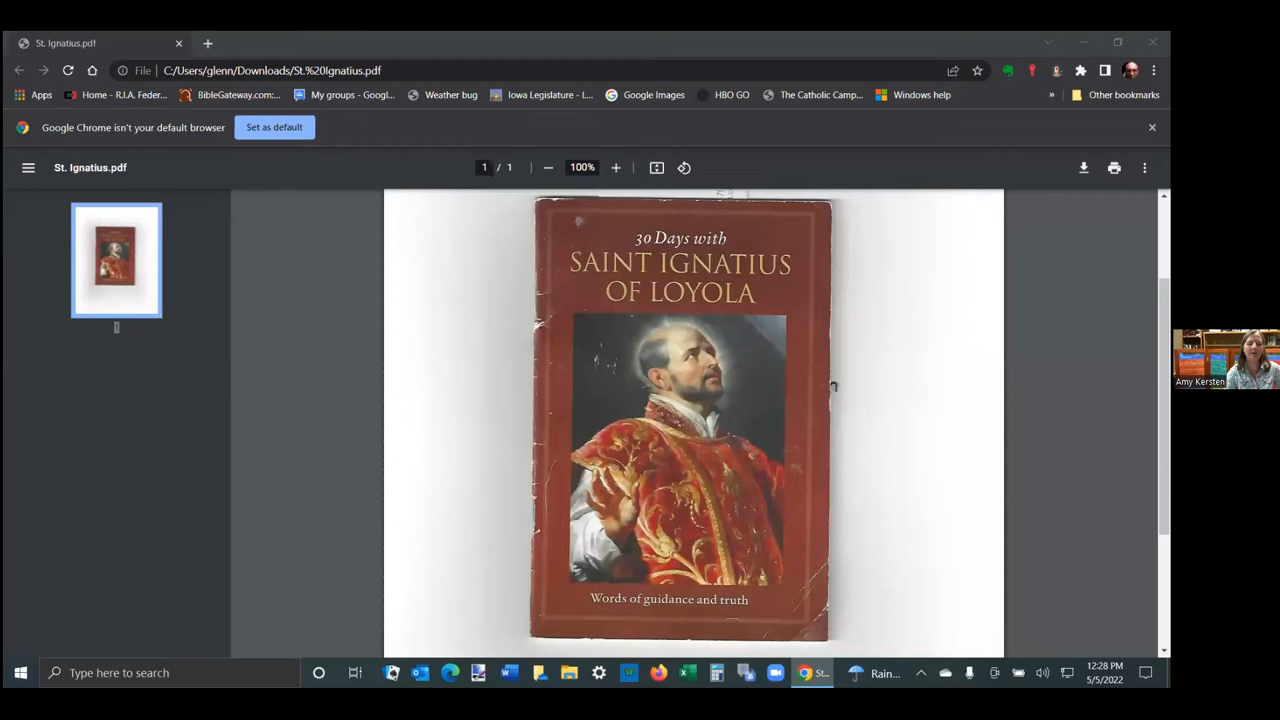 St. Ignatius.pdf
File | C:/Users/glenn/Downloads/St.%20Ignatius.pdf
Apps Home - R.I.A. Feder... BibleGateway.com:... My groups - Googl... Weather bug Iowa Legislature - L... Google Images HBO GO The Catholic Camp... Windows help » Other bookmarks
Google Chrome isn't your default browser Set as default
St. Ignatius.pdf 1 / 1 100%
30 Days with
SAINT IGNATIUS
OF LOYOLA
Words of guidance and truth
1
Amy Kersten
Type here to search St... Rain... 12:28 PM
5/5/2022